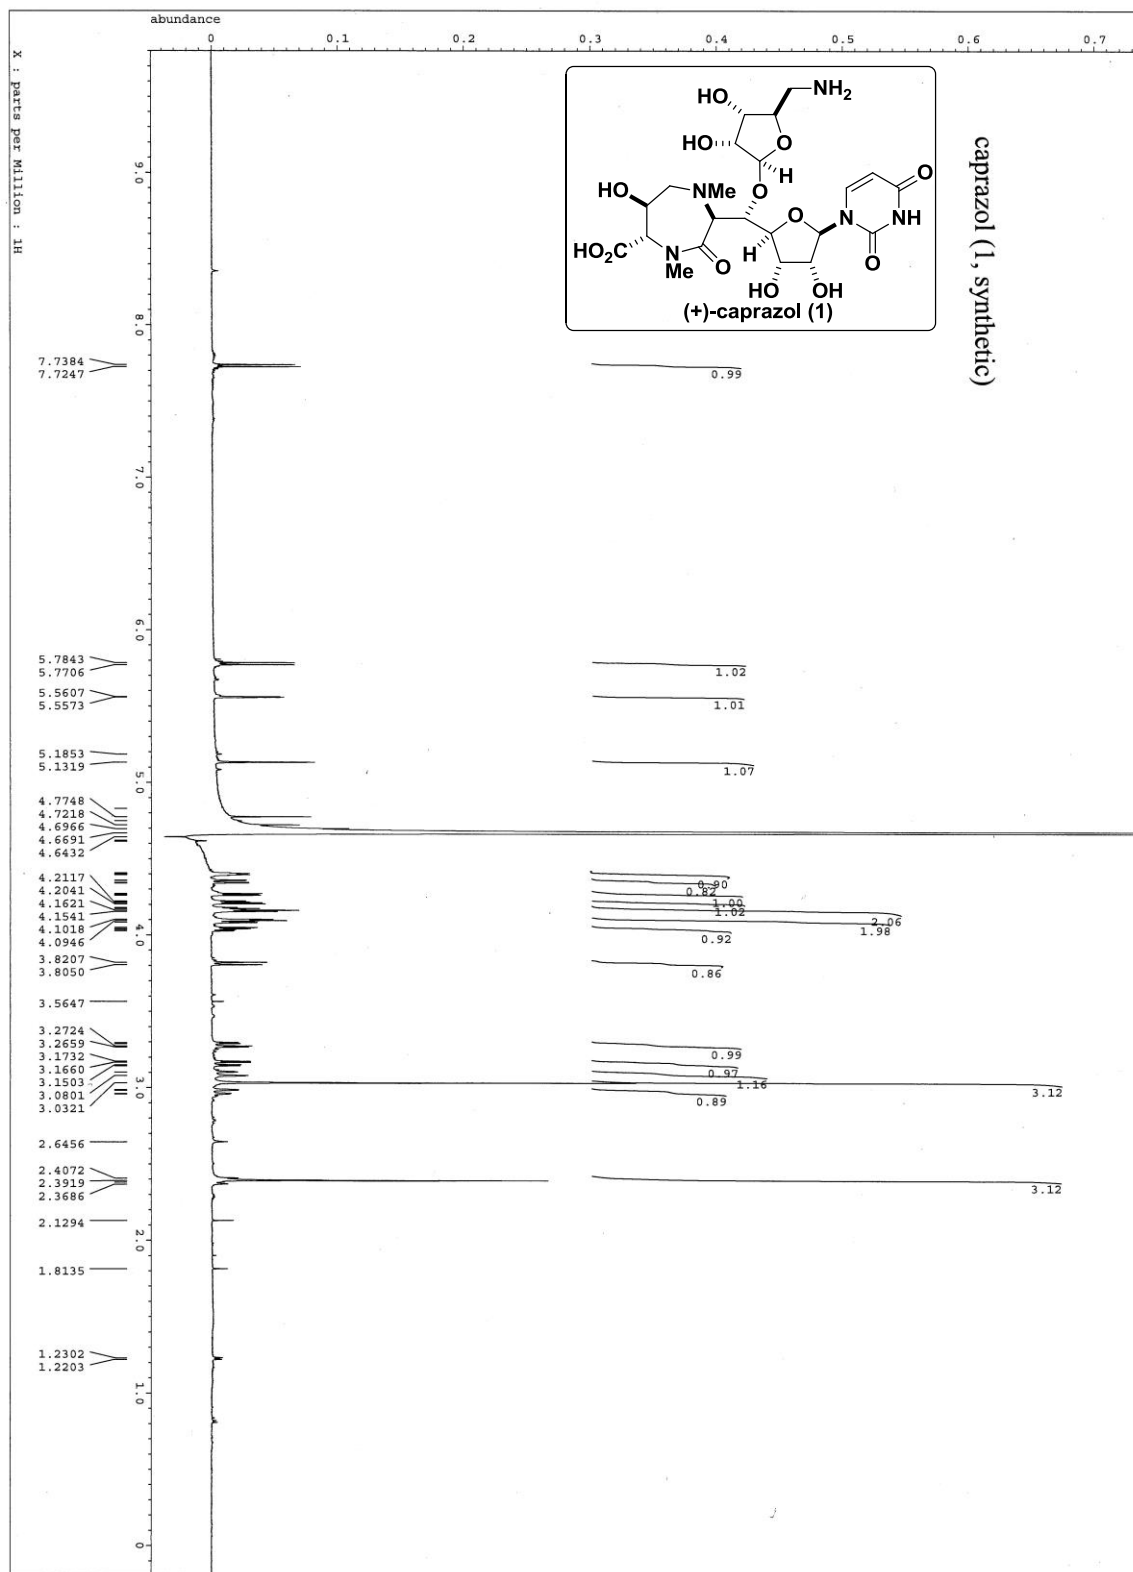 abundance
0 0.1 0.2 0.3 0.4 0.5 0.6 0.7
X : parts per Million : 1H
9.0
8.0
7.0
6.0
5.0
4.0
3.0
2.0
1.0
0
caprazol (1, synthetic)
HO
NH2
HO
O
H
O
HO
NMe
O
N
O
NH
HO2C
N
Me
O
H
O
HO
OH
(+)-caprazol (1)
7.7384
7.7247
5.7843
5.7706
5.5607
5.5573
5.1853
5.1319
4.7748
4.7218
4.6966
4.6691
4.6432
4.2117
4.2041
4.1621
4.1541
4.1018
4.0946
3.8207
3.8050
3.5647
3.2724
3.2659
3.1732
3.1660
3.1503
3.0801
3.0321
2.6456
2.4072
2.3919
2.3686
2.1294
1.8135
1.2302
1.2203
0.99
1.02
1.01
1.07
0.90
0.82
1.00
1.02
2.06
1.98
0.92
0.86
0.99
0.97
1.16
3.12
0.89
3.12